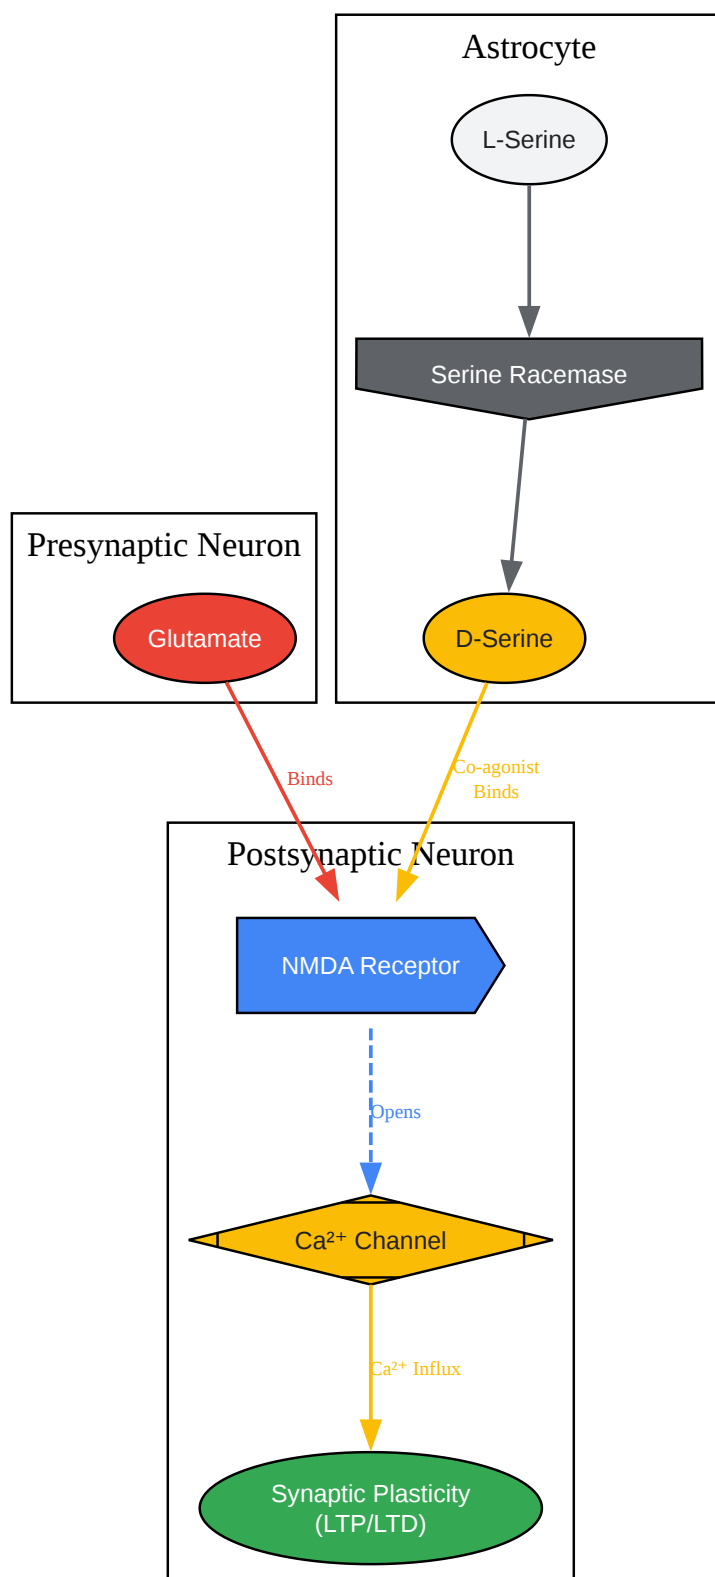 Astrocyte
L-Serine
Serine Racemase
Presynaptic Neuron
Glutamate
D-Serine
Binds
Co-agonist
Binds
Postsynaptic Neuron
NMDA Receptor
Opens
Ca²⁺ Channel
Ca²⁺ Influx
Synaptic Plasticity
(LTP/LTD)